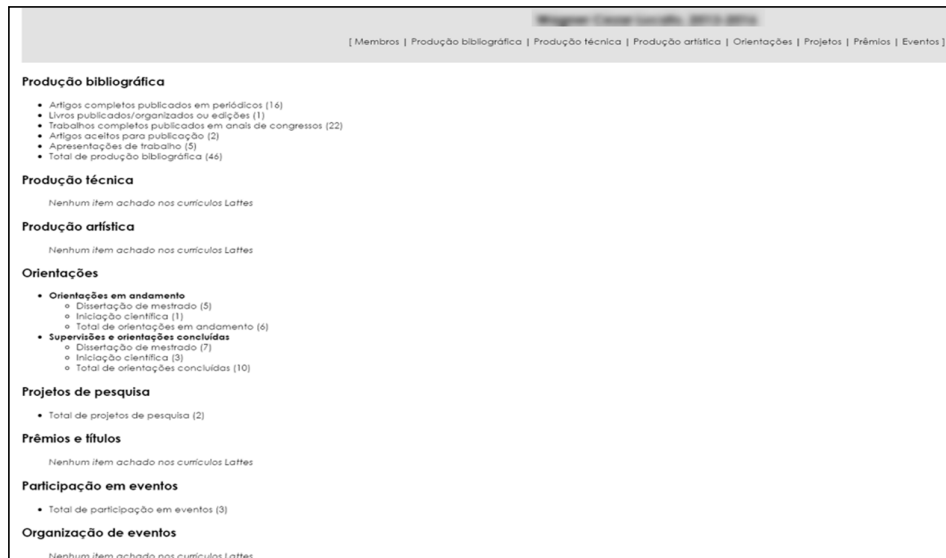 [ Membros | Produção bibliográfica | Produção técnica | Produção artística | Orientações | Projetos | Prêmios | Eventos ]
Produção bibliográfica
• Artigos completos publicados em periódicos (16)
• Livros publicados/organizados ou edições (1)
• Trabalhos completos publicados em anais de congressos (22)
• Artigos aceitos para publicação (2)
• Apresentações de trabalho (5)
• Total de produção bibliográfica (46)
Produção técnica
Nenhum item achado nos currículos Lattes
Produção artística
Nenhum item achado nos currículos Lattes
Orientações
• Orientações em andamento
∘ Dissertação de mestrado (5)
∘ Iniciação científica (1)
∘ Total de orientações em andamento (6)
• Supervisões e orientações concluídas
∘ Dissertação de mestrado (7)
∘ Iniciação científica (3)
∘ Total de orientações concluídas (10)
Projetos de pesquisa
• Total de projetos de pesquisa (2)
Prêmios e títulos
Nenhum item achado nos currículos Lattes
Participação em eventos
• Total de participação em eventos (3)
Organização de eventos
Nenhum item achado nos currículos Lattes